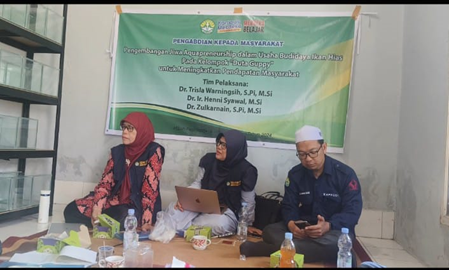 PENGABDIAN KEPADA MASYARAKAT
Pengembangan Jiwa Aquapreneurship dalam Usaha Budidaya Ikan Hias
Pada Kelompok "Duta Guppy"
untuk Meningkatkan Pendapatan Masyarakat
Tim Pelaksana:
Dr. Trisla Warningsih, S.Pi, M.Si
Dr. Ir. Henni Syawal, M.Si
Dr. Zulkarnain, S.Pi, M.Si